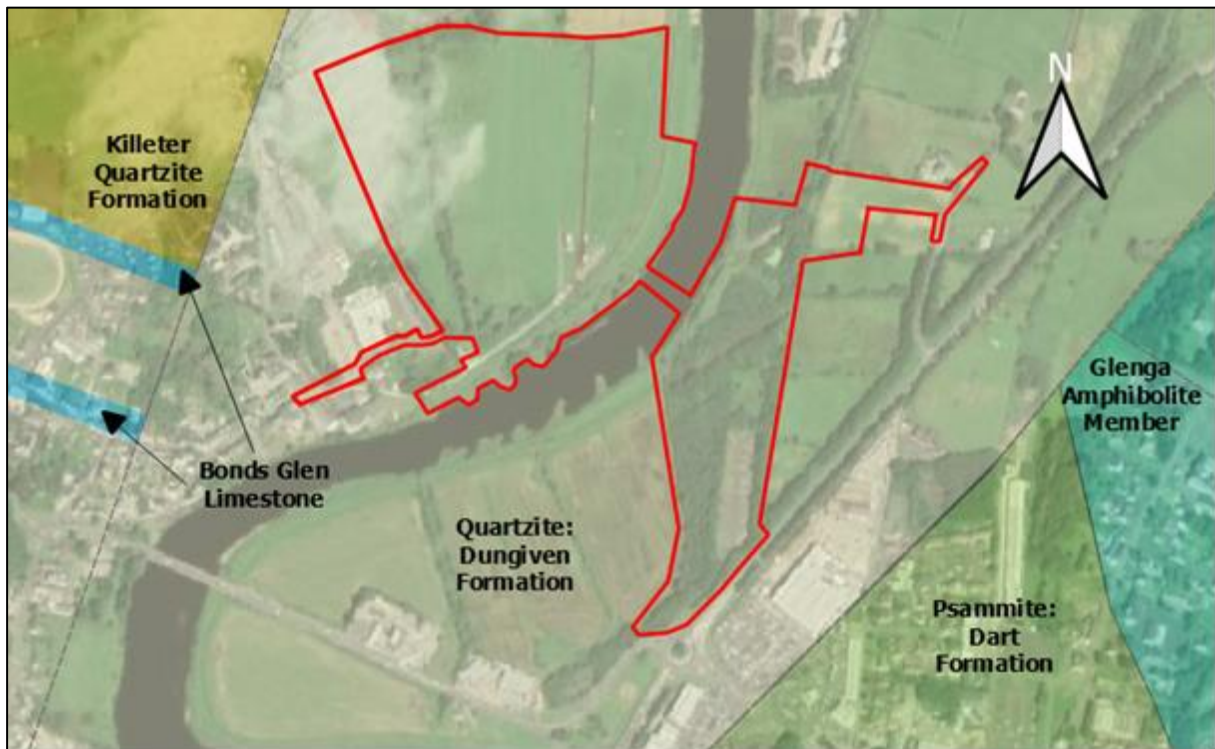 N
Killeter
Quartzite
Formation
Glenga
Amphibolite
Member
Bonds Glen
Limestone
Quartzite:
Dungiven
Formation
Psammite:
Dart
Formation